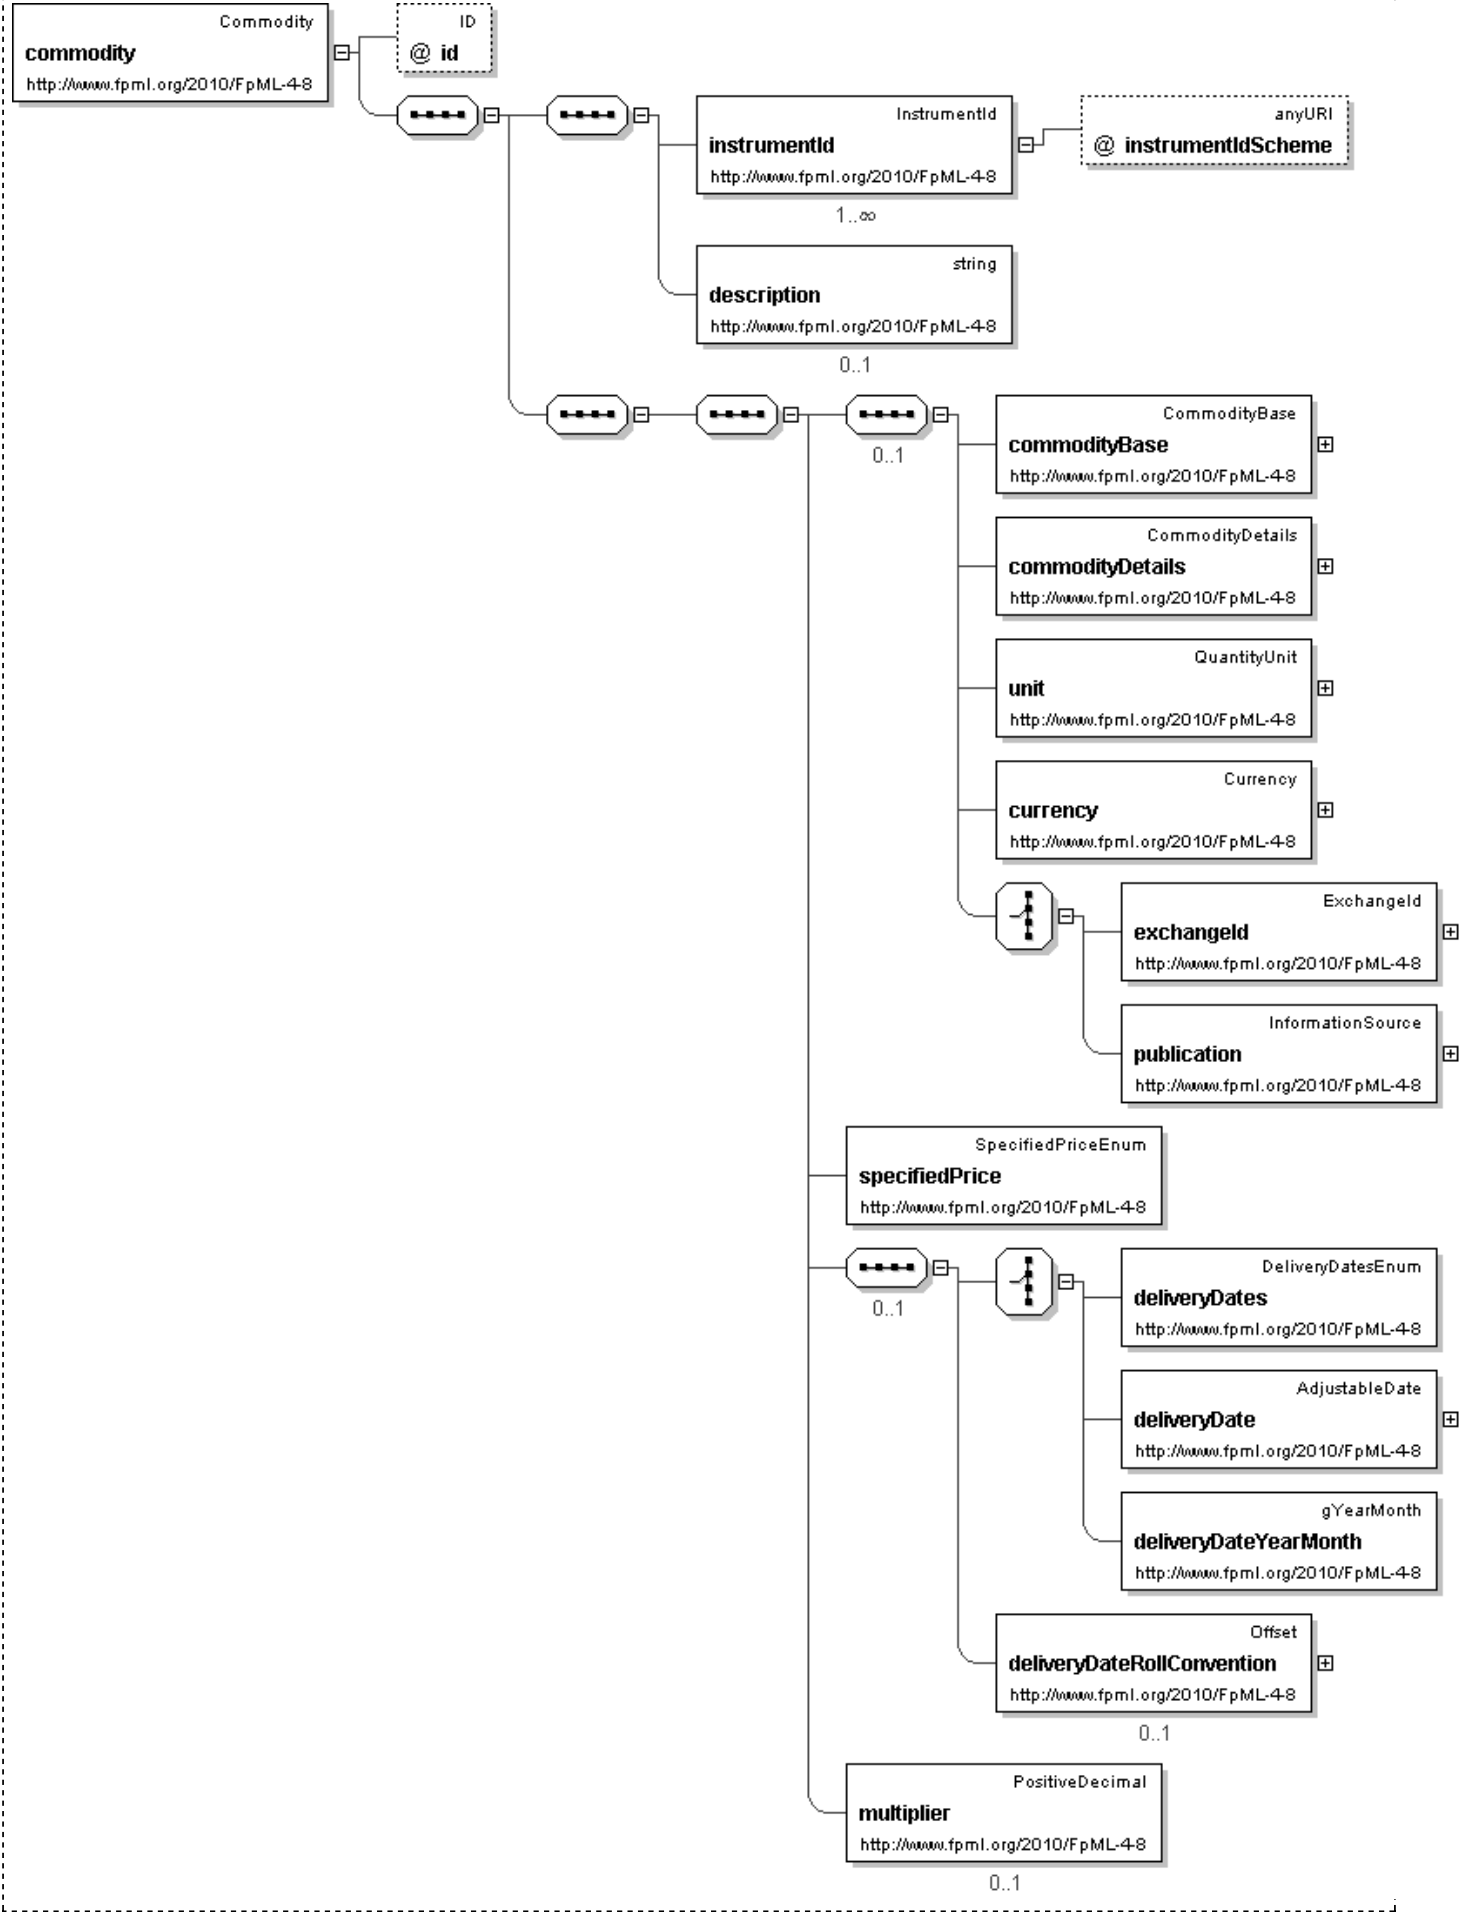 Commodity
commodity
http://www.fpml.org/2010/FpML-4-8
ID
@ id
InstrumentId
instrumentId
http://www.fpml.org/2010/FpML-4-8
1..∞
anyURI
@ instrumentIdScheme
string
description
http://www.fpml.org/2010/FpML-4-8
0..1
0..1
CommodityBase
commodityBase
http://www.fpml.org/2010/FpML-4-8
CommodityDetails
commodityDetails
http://www.fpml.org/2010/FpML-4-8
QuantityUnit
unit
http://www.fpml.org/2010/FpML-4-8
Currency
currency
http://www.fpml.org/2010/FpML-4-8
ExchangeId
exchangeId
http://www.fpml.org/2010/FpML-4-8
InformationSource
publication
http://www.fpml.org/2010/FpML-4-8
SpecifiedPriceEnum
specifiedPrice
http://www.fpml.org/2010/FpML-4-8
0..1
DeliveryDatesEnum
deliveryDates
http://www.fpml.org/2010/FpML-4-8
AdjustableDate
deliveryDate
http://www.fpml.org/2010/FpML-4-8
gYearMonth
deliveryDateYearMonth
http://www.fpml.org/2010/FpML-4-8
Offset
deliveryDateRollConvention
http://www.fpml.org/2010/FpML-4-8
0..1
PositiveDecimal
multiplier
http://www.fpml.org/2010/FpML-4-8
0..1